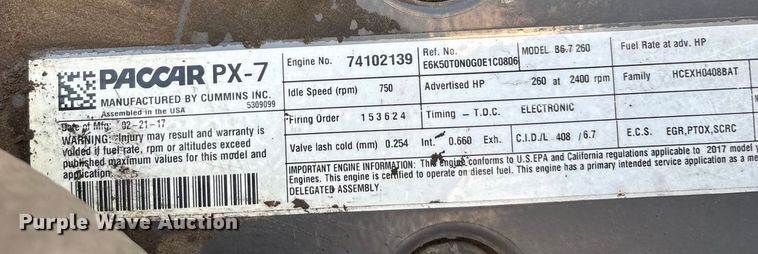 PACCAR PX-7
MANUFACTURED BY CUMMINS INC.
Assembled in the USA 5309099
Date of Mfg. 02-21-17
WARNING: Injury may result and warranty is
voided if fuel rate, rpm or altitudes exceed
published maximum values for this model and
application.
Engine No. 74102139
Idle Speed (rpm) 750
Firing Order 1 5 3 6 2 4
Valve lash cold (mm) 0.254 Int. 0.660 Exh.
Ref. No.
E6K50T0N0G0E1C0806
MODEL B6.7 260
Fuel Rate at adv. HP
Advertised HP 260 at 2400 rpm
Family HCEXH0408BAT
Timing - T.D.C. ELECTRONIC
C.I.D./L 408 / 6.7
E.C.S. EGR,PTOX,SCRC
IMPORTANT ENGINE INFORMATION: This engine conforms to U.S.EPA and California regulations applicable to 2017 model
Engines. This engine is certified to operate on diesel fuel. This engine has a primary intended service application as a
DELEGATED ASSEMBLY.
Purple Wave Auction